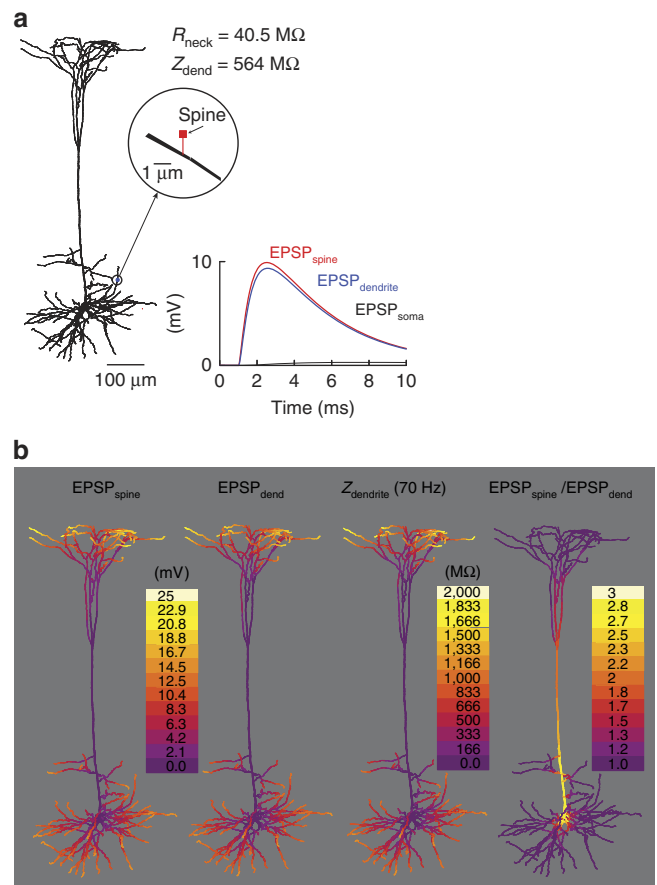 a
R_neck = 40.5 MΩ
Z_dend = 564 MΩ
Spine
1 μm
100 μm
10
0
(mV)
EPSP_spine
EPSP_dendrite
EPSP_soma
0 2 4 6 8 10
Time (ms)
b
EPSP_spine
EPSP_dend
Z_dendrite (70 Hz)
EPSP_spine /EPSP_dend
(mV)
25
22.9
20.8
18.8
16.7
14.5
12.5
10.4
8.3
6.3
4.2
2.1
0.0
(MΩ)
2,000
1,833
1,666
1,500
1,333
1,166
1,000
833
666
500
333
166
0.0
3
2.8
2.7
2.5
2.3
2.2
2
1.8
1.7
1.5
1.3
1.2
1.0